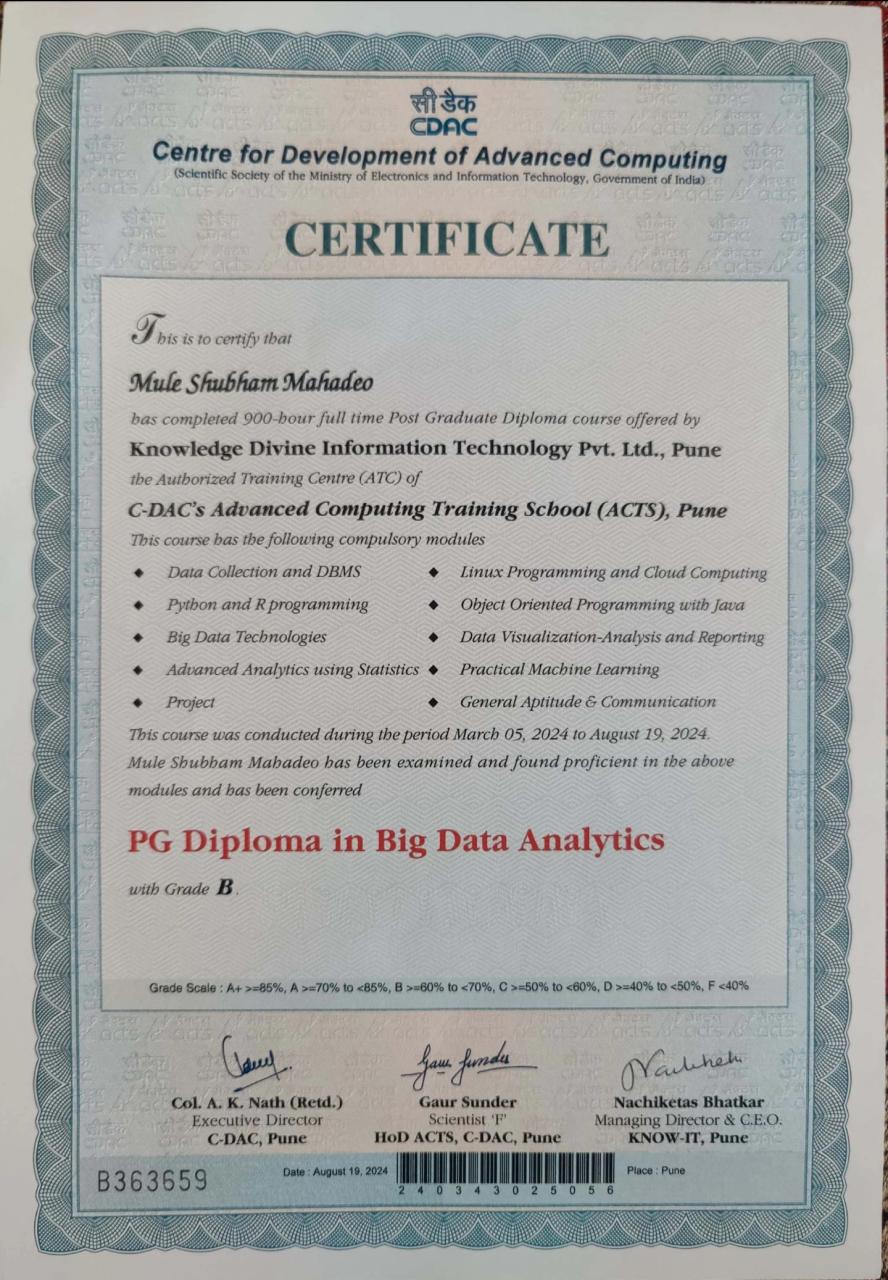 सी डैक
CDAC
Centre for Development of Advanced Computing
(Scientific Society of the Ministry of Electronics and Information Technology, Government of India)
CERTIFICATE
This is to certify that
Mule Shubham Mahadeo
has completed 900-hour full time Post Graduate Diploma course offered by
Knowledge Divine Information Technology Pvt. Ltd., Pune
the Authorized Training Centre (ATC) of
C-DAC's Advanced Computing Training School (ACTS), Pune
This course has the following compulsory modules
◆ Data Collection and DBMS ◆ Linux Programming and Cloud Computing
◆ Python and R programming ◆ Object Oriented Programming with Java
◆ Big Data Technologies ◆ Data Visualization-Analysis and Reporting
◆ Advanced Analytics using Statistics ◆ Practical Machine Learning
◆ Project ◆ General Aptitude & Communication
This course was conducted during the period March 05, 2024 to August 19, 2024.
Mule Shubham Mahadeo has been examined and found proficient in the above
modules and has been conferred
PG Diploma in Big Data Analytics
with Grade B.
Grade Scale : A+ >=85%, A >=70% to <85%, B >=60% to <70%, C >=50% to <60%, D >=40% to <50%, F <40%
Gaur Sunder
Col. A. K. Nath (Retd.) Gaur Sunder Nachiketas Bhatkar
Executive Director Scientist 'F' Managing Director & C.E.O.
C-DAC, Pune HoD ACTS, C-DAC, Pune KNOW-IT, Pune
B363659 Date : August 19, 2024 Place : Pune
240343025056